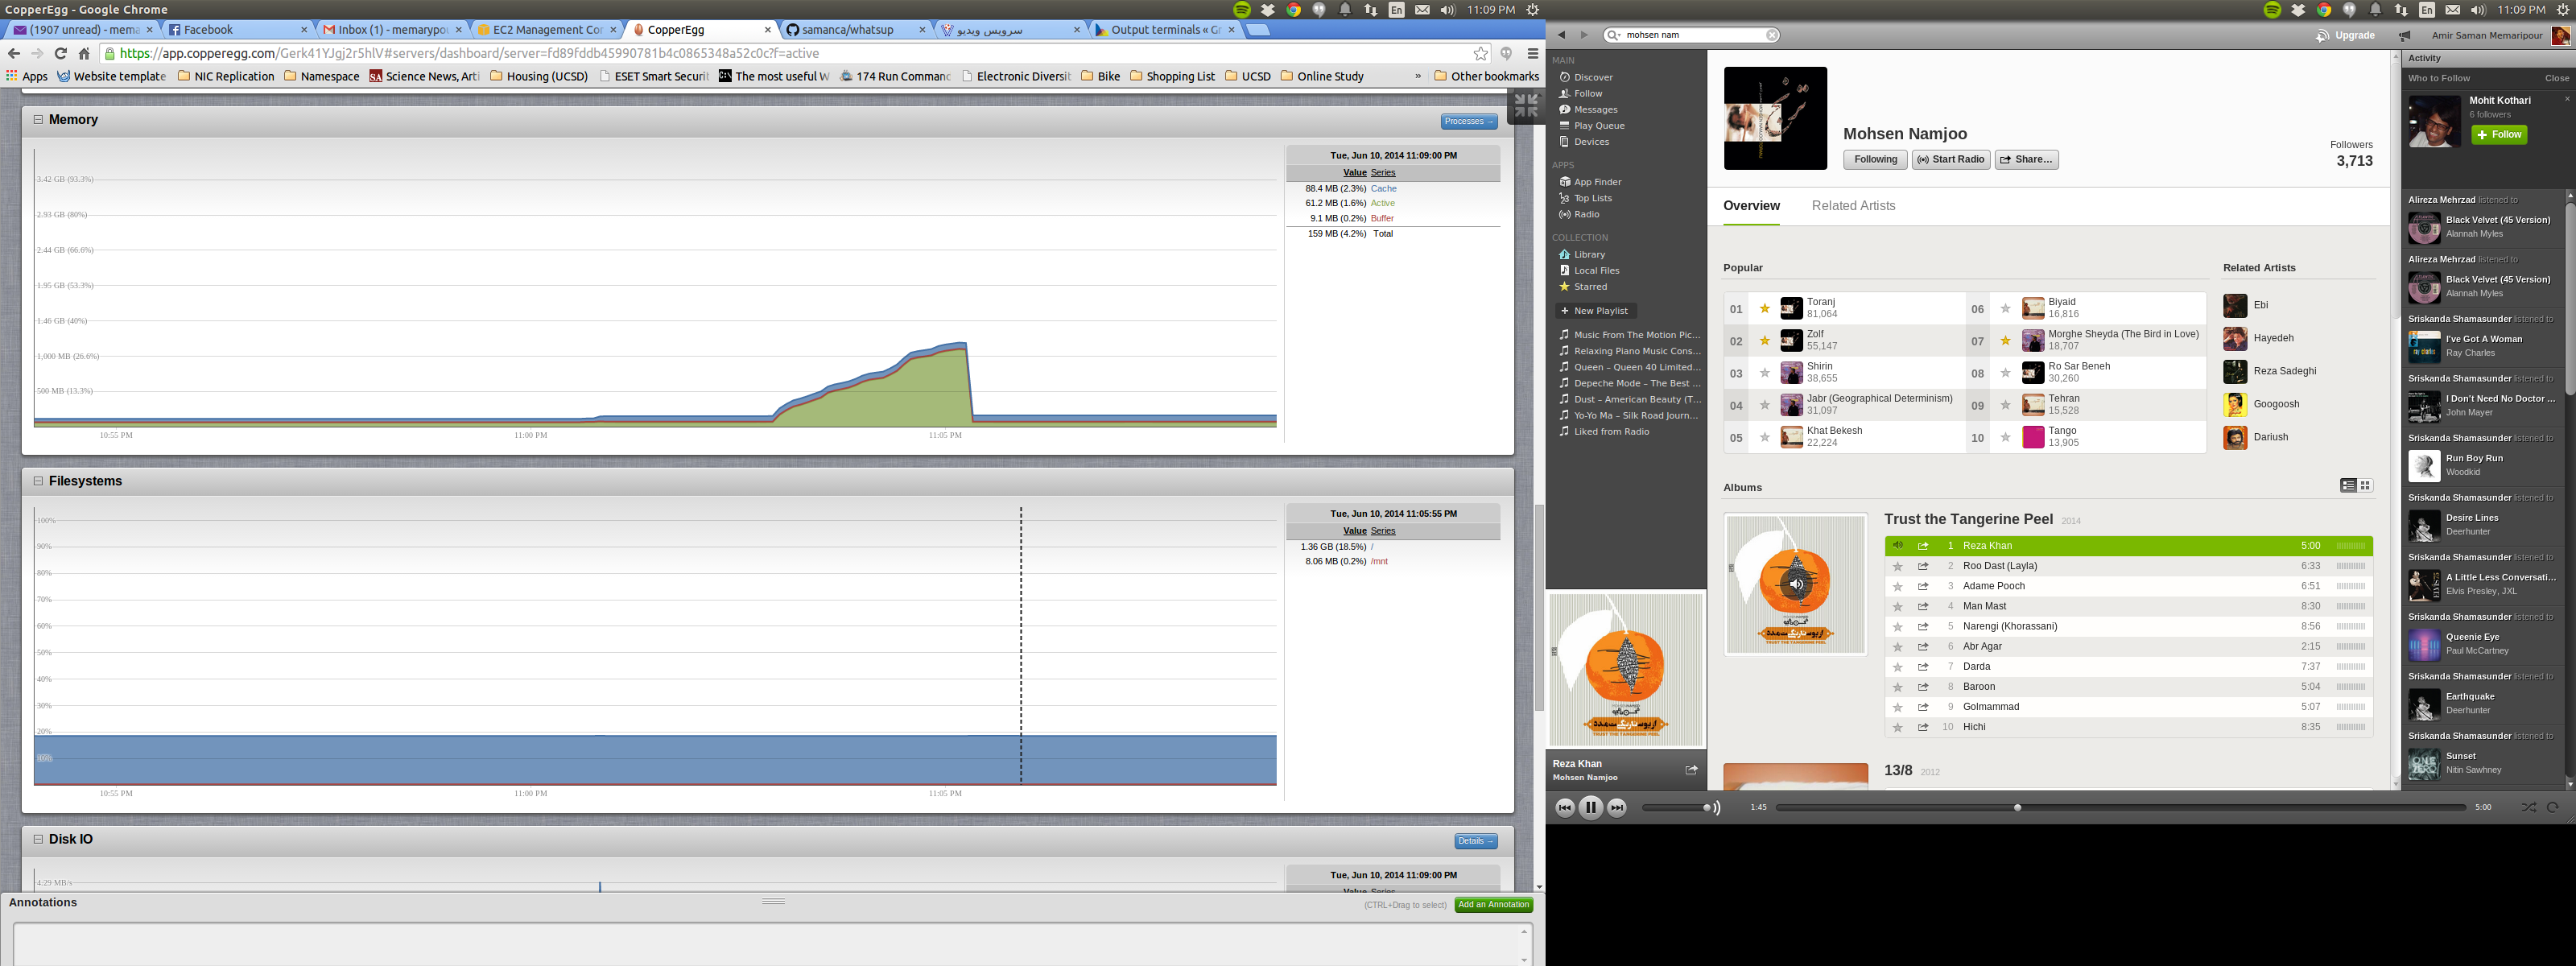 CopperEgg - Google Chrome
En
11:09 PM
(1907 unread) - mema
Facebook
Inbox (1) - memarypou
EC2 Management Co
CopperEgg
samanca/whatsup
سرویس ویدیو
Output terminals « Gr
https://app.copperegg.com/Gerk41YJgj2r5hlV#servers/dashboard/server=fd89fddb45990781b4c0865348a52c0c?f=active
Apps
Website template
NIC Replication
Namespace
Science News, Arti
Housing (UCSD)
ESET Smart Securit
The most useful W
174 Run Commanc
Electronic Diversit
Bike
Shopping List
UCSD
Online Study
»
Other bookmarks
Memory
Processes →
3.42 GB (93.3%)
2.93 GB (80%)
2.44 GB (66.6%)
1.95 GB (53.3%)
1.46 GB (40%)
1,000 MB (26.6%)
500 MB (13.3%)
10:55 PM
11:00 PM
11:05 PM
Tue, Jun 10, 2014 11:09:00 PM
Value Series
88.4 MB (2.3%) Cache
61.2 MB (1.6%) Active
9.1 MB (0.2%) Buffer
159 MB (4.2%) Total
Filesystems
100%
90%
80%
70%
60%
50%
40%
30%
20%
10%
10:55 PM
11:00 PM
11:05 PM
Tue, Jun 10, 2014 11:05:55 PM
Value Series
1.36 GB (18.5%) /
8.06 MB (0.2%) /mnt
Disk IO
Details →
4.29 MB/s
Tue, Jun 10, 2014 11:09:00 PM
Value Series
Annotations
(CTRL+Drag to select)
Add an Annotation
En
11:09 PM
mohsen nam
Upgrade
Amir Saman Memaripour
MAIN
Discover
Follow
Messages
Play Queue
Devices
APPS
App Finder
Top Lists
Radio
COLLECTION
Library
Local Files
Starred
+ New Playlist
Music From The Motion Pic...
Relaxing Piano Music Cons...
Queen – Queen 40 Limited...
Depeche Mode – The Best ...
Dust – American Beauty (T...
Yo-Yo Ma – Silk Road Journ...
Liked from Radio
TRUST THE TANGERINE PEEL
Reza Khan
Mohsen Namjoo
Mohsen Namjoo
Following
Start Radio
Share...
Followers
3,713
Overview
Related Artists
Popular
01 Toranj
81,064
02 Zolf
55,147
03 Shirin
38,655
04 Jabr (Geographical Determinism)
31,097
05 Khat Bekesh
22,224
06 Biyaid
16,816
07 Morghe Sheyda (The Bird in Love)
18,707
08 Ro Sar Beneh
30,260
09 Tehran
15,528
10 Tango
13,905
Related Artists
Ebi
Hayedeh
Reza Sadeghi
Googoosh
Dariush
Albums
TRUST THE TANGERINE PEEL
Trust the Tangerine Peel 2014
1 Reza Khan 5:00
2 Roo Dast (Layla) 6:33
3 Adame Pooch 6:51
4 Man Mast 8:30
5 Narengi (Khorassani) 8:56
6 Abr Agar 2:15
7 Darda 7:37
8 Baroon 5:04
9 Golmammad 5:07
10 Hichi 8:35
13/8 2012
1:45
5:00
Activity
Who to Follow
Close
Mohit Kothari
6 followers
+ Follow
Alireza Mehrzad listened to
Black Velvet (45 Version)
Alannah Myles
Alireza Mehrzad listened to
Black Velvet (45 Version)
Alannah Myles
Sriskanda Shamasunder listened to
I've Got A Woman
Ray Charles
Sriskanda Shamasunder listened to
I Don't Need No Doctor ...
John Mayer
Sriskanda Shamasunder listened to
Run Boy Run
Woodkid
Sriskanda Shamasunder listened to
Desire Lines
Deerhunter
Sriskanda Shamasunder listened to
A Little Less Conversati...
Elvis Presley, JXL
Sriskanda Shamasunder listened to
Queenie Eye
Paul McCartney
Sriskanda Shamasunder listened to
Earthquake
Deerhunter
Sriskanda Shamasunder listened to
Sunset
Nitin Sawhney